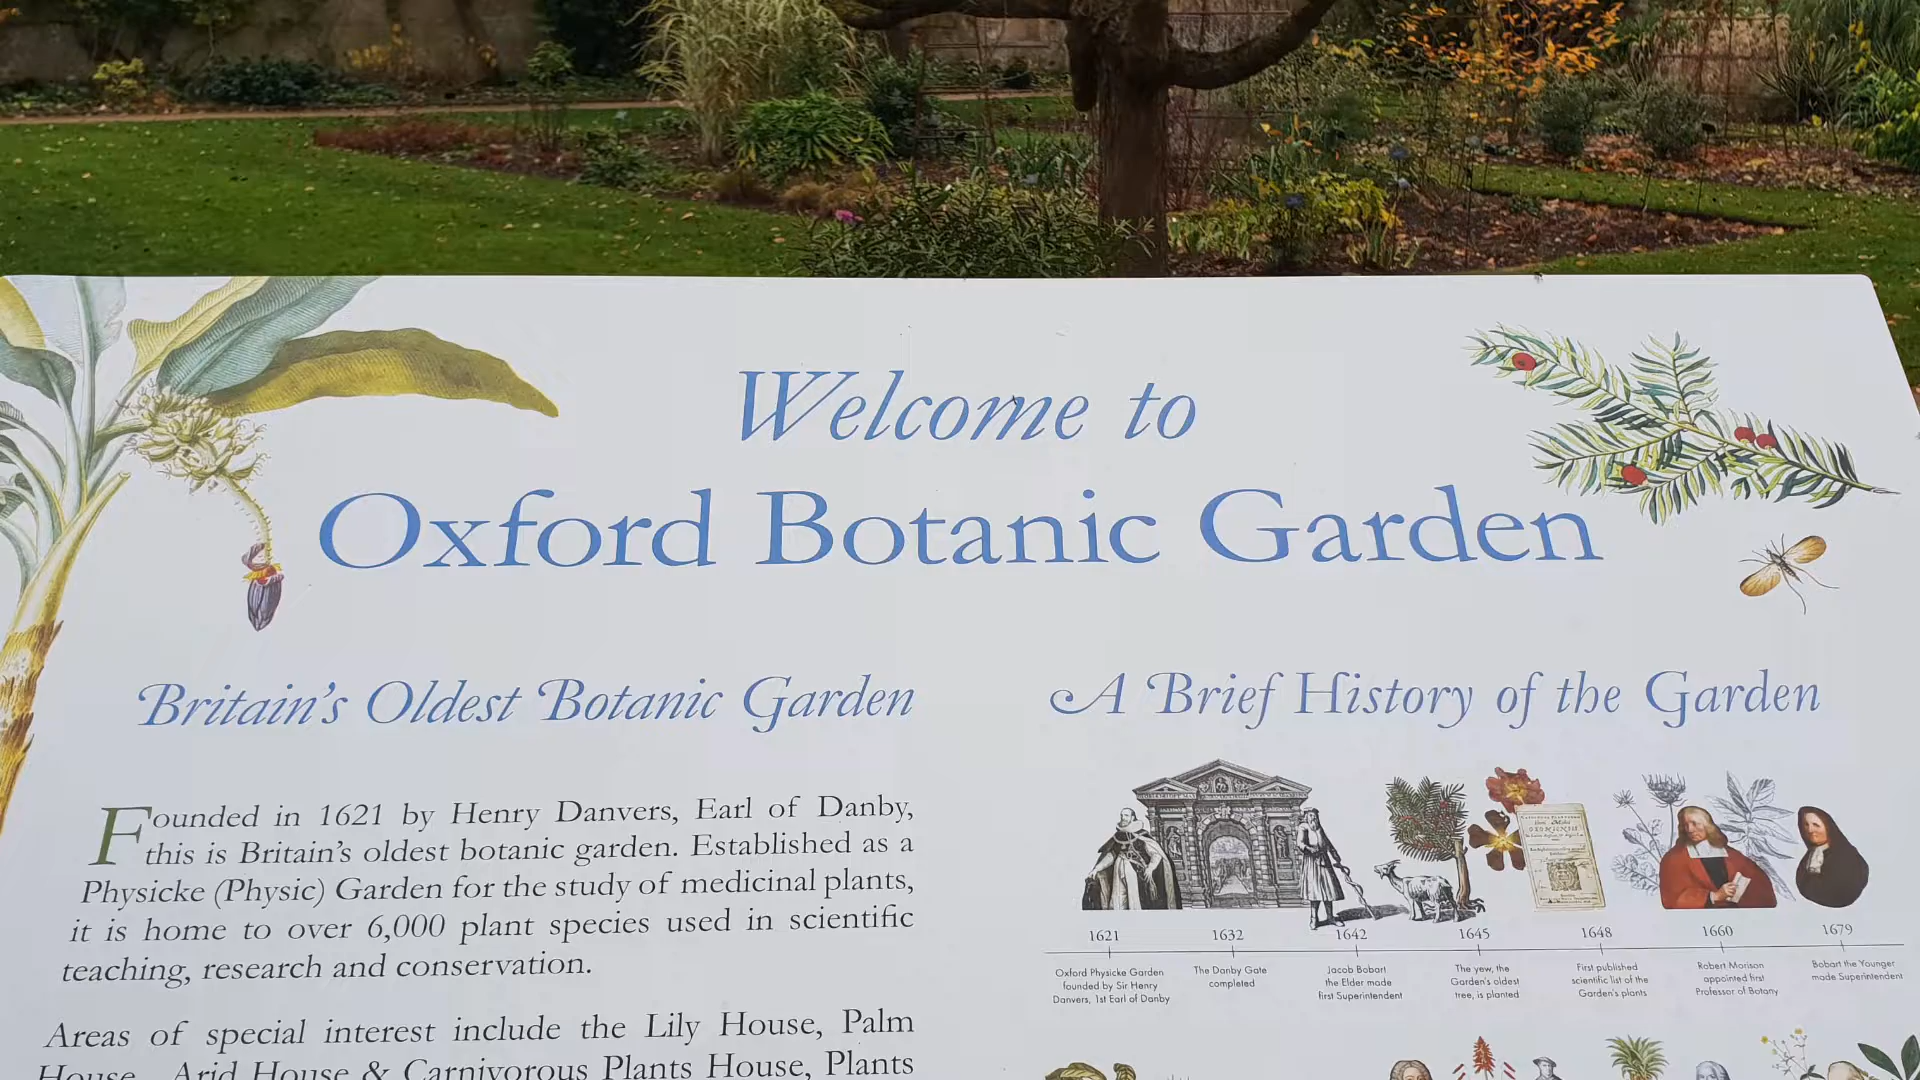 Welcome to
Oxford Botanic Garden
Britain's Oldest Botanic Garden
Founded in 1621 by Henry Danvers, Earl of Danby,
this is Britain's oldest botanic garden. Established as a
Physicke (Physic) Garden for the study of medicinal plants,
it is home to over 6,000 plant species used in scientific
teaching, research and conservation.
Areas of special interest include the Lily House, Palm
House, Arid House & Carnivorous Plants House, Plants
A Brief History of the Garden
1621
Oxford Physicke Garden
founded by Sir Henry
Danvers, 1st Earl of Danby
1632
The Danby Gate
completed
1642
Jacob Bobart
the Elder made
first Superintendent
1645
The yew, the
Garden's oldest
tree, is planted
1648
First published
scientific list of the
Garden's plants
1660
Robert Morison
appointed first
Professor of Botany
1679
Bobart the Younger
made Superintendent